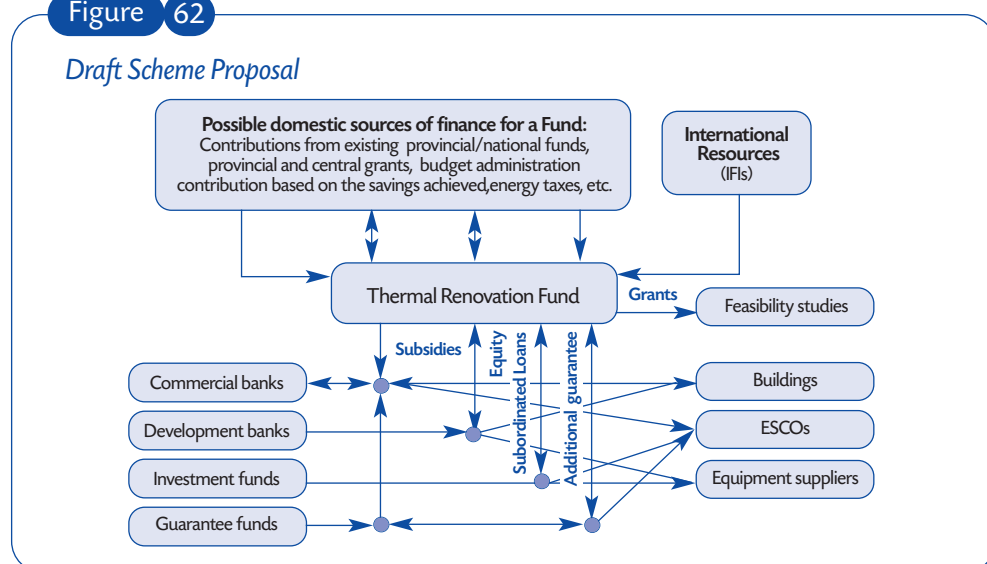 Figure 62
Draft Scheme Proposal
Possible domestic sources of finance for a Fund:
Contributions from existing provincial/national funds,
provincial and central grants, budget administration
contribution based on the savings achieved,energy taxes, etc.
International
Resources
(IFIs)
Thermal Renovation Fund
Grants
Feasibility studies
Subsidies
Equity
Subordinated Loans
Additional guarantee
Commercial banks
Development banks
Investment funds
Guarantee funds
Buildings
ESCOs
Equipment suppliers